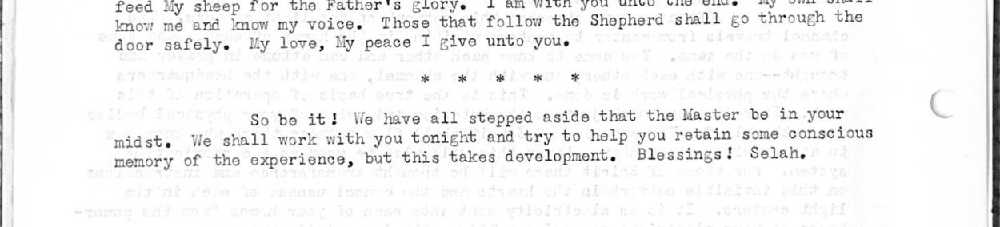 feed My sheep for the Father's glory. I am with you unto the end. My own shall
know me and know my voice. Those that follow the Shepherd shall go through the
door safely. My love, My peace I give unto you.
* * * * *
So be it! We have all stepped aside that the Master be in your
midst. We shall work with you tonight and try to help you retain some conscious
memory of the experience, but this takes development. Blessings! Selah.